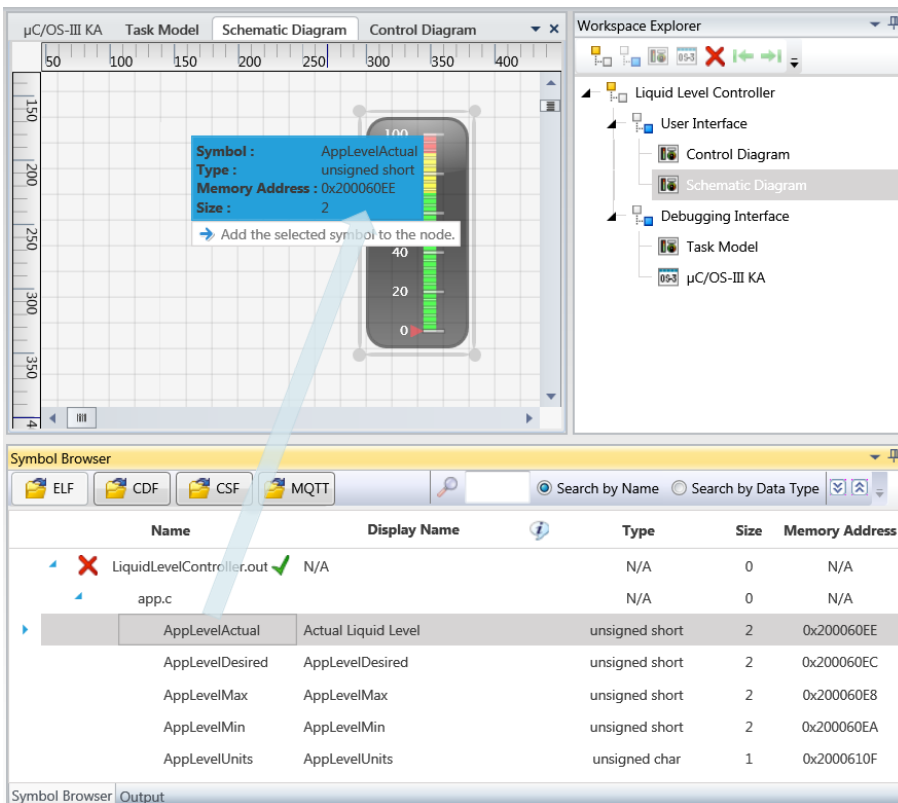 µC/OS-III KA Task Model Schematic Diagram Control Diagram
50 100 150 200 250 300 350 400
150
200
250
300
350
4
100
40
20
0
Symbol : AppLevelActual
Type : unsigned short
Memory Address : 0x200060EE
Size : 2
Add the selected symbol to the node.
Workspace Explorer
OS-3
Liquid Level Controller
User Interface
Control Diagram
Schematic Diagram
Debugging Interface
Task Model
OS-3 µC/OS-III KA
Symbol Browser
ELF CDF CSF MQTT Search by Name Search by Data Type
Name Display Name i Type Size Memory Address
LiquidLevelController.out N/A N/A 0 N/A
app.c N/A 0 N/A
AppLevelActual Actual Liquid Level unsigned short 2 0x200060EE
AppLevelDesired AppLevelDesired unsigned short 2 0x200060EC
AppLevelMax AppLevelMax unsigned short 2 0x200060E8
AppLevelMin AppLevelMin unsigned short 2 0x200060EA
AppLevelUnits AppLevelUnits unsigned char 1 0x2000610F
Symbol Browser Output